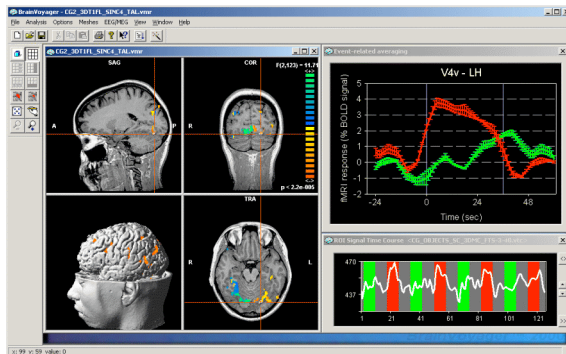 BrainVoyager - CG2_3DT1FL_SINC4_TAL.vmr
File Analysis Options Meshes EEG/MEG View Window Help
CG2_3DT1FL_SINC4_TAL.vmr
SAG
COR
F(2,123) = 11.71
A
P
R
p < 2.2e-005
TRA
R
L
Event-related averaging
V4v - LH
fMRI response (% BOLD signal)
5
4
3
2
1
0
-1
-2
-24
0
24
48
Time (sec)
ROI Signal Time Course
470
437
1
21
41
61
81
101
121
x: 99 y: 59 value: 0